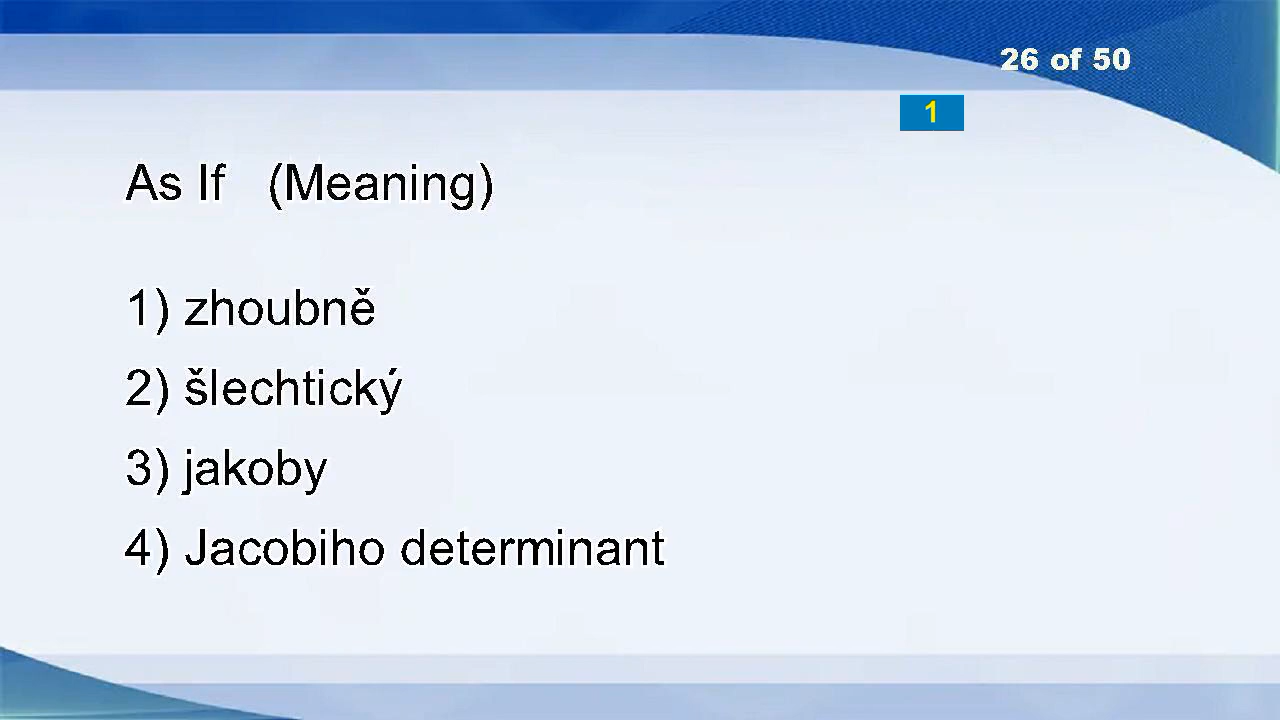 26 of 50
1
As If (Meaning)
1) zhoubně
2) šlechtický
3) jakoby
4) Jacobiho determinant